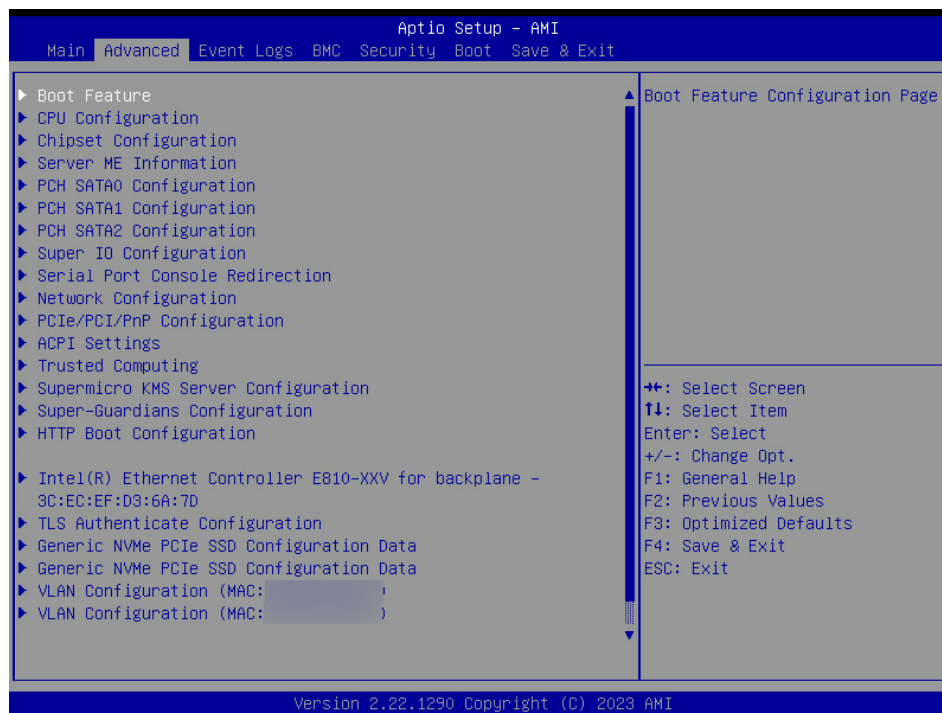 Aptio Setup - AMI
Main Advanced Event Logs BMC Security Boot Save & Exit
Boot Feature
CPU Configuration
Chipset Configuration
Server ME Information
PCH SATA0 Configuration
PCH SATA1 Configuration
PCH SATA2 Configuration
Super IO Configuration
Serial Port Console Redirection
Network Configuration
PCIe/PCI/PnP Configuration
ACPI Settings
Trusted Computing
Supermicro KMS Server Configuration
Super-Guardians Configuration
HTTP Boot Configuration
Intel(R) Ethernet Controller E810-XXV for backplane -
3C:EC:EF:D3:6A:7D
TLS Authenticate Configuration
Generic NVMe PCIe SSD Configuration Data
Generic NVMe PCIe SSD Configuration Data
VLAN Configuration (MAC: )
VLAN Configuration (MAC: )
Boot Feature Configuration Page
→←: Select Screen
↑↓: Select Item
Enter: Select
+/-: Change Opt.
F1: General Help
F2: Previous Values
F3: Optimized Defaults
F4: Save & Exit
ESC: Exit
Version 2.22.1290 Copyright (C) 2023 AMI